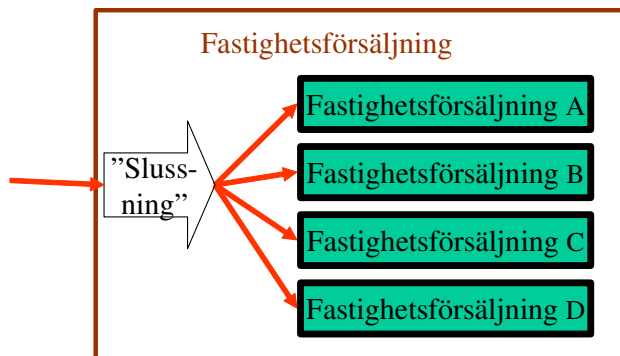 Fastighetsförsäljning
Fastighetsförsäljning A
”Sluss-
ning”
Fastighetsförsäljning B
Fastighetsförsäljning C
Fastighetsförsäljning D